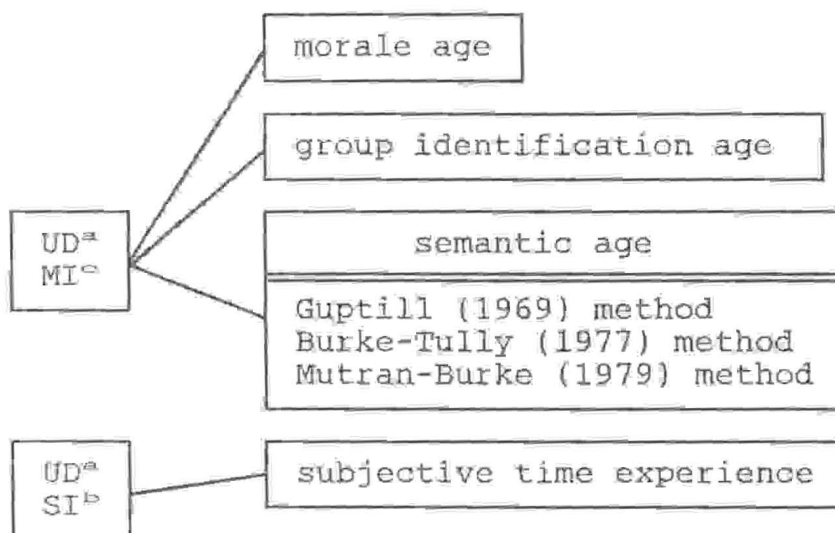 morale age
group identification age
UDᵃ
MIᶜ
semantic age
Guptill (1969) method
Burke-Tully (1977) method
Mutran-Burke (1979) method
UDᵃ
SIᵇ
subjective time experience